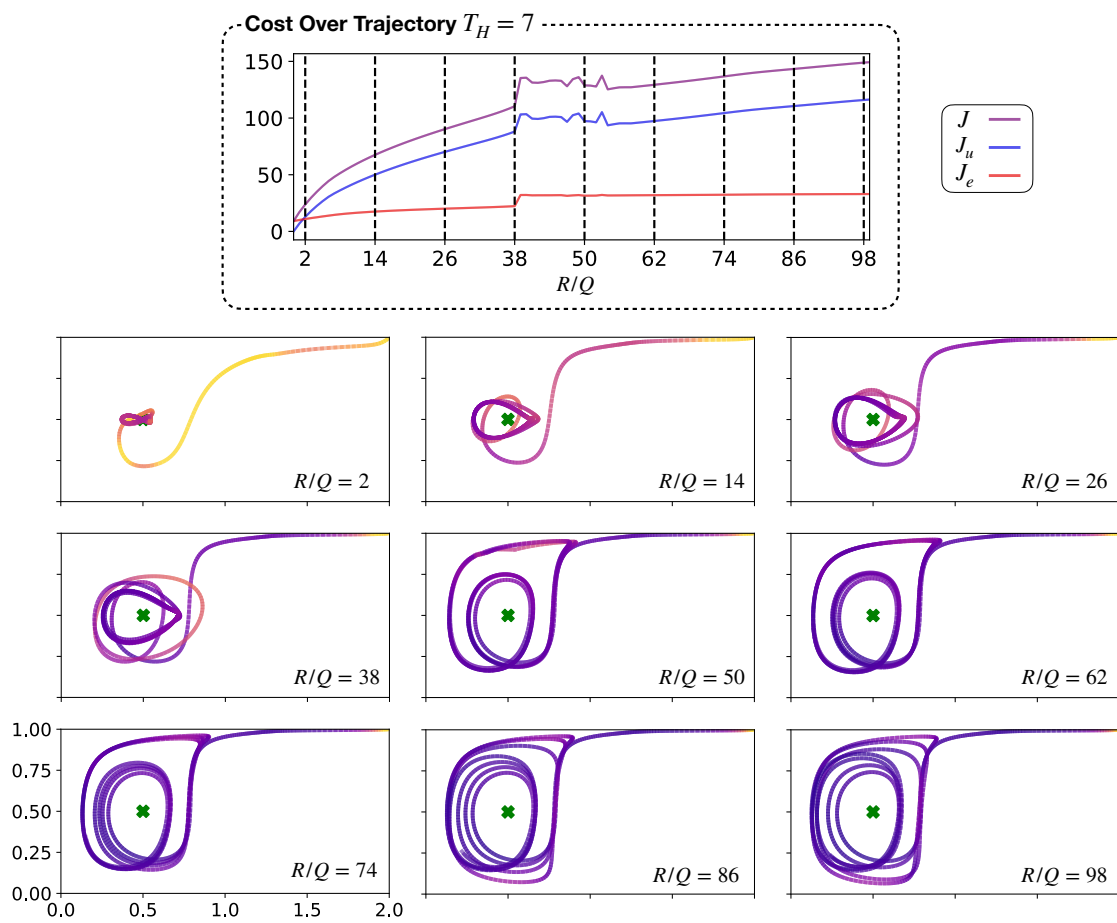 Cost Over Trajectory T_H = 7
150
100
50
0
2 14 26 38 50 62 74 86 98
R/Q
J
J_u
J_e
R/Q = 2
R/Q = 14
R/Q = 26
R/Q = 38
R/Q = 50
R/Q = 62
1.00
0.75
0.50
0.25
0.00
0.0 0.5 1.0 1.5 2.0
R/Q = 74
R/Q = 86
R/Q = 98